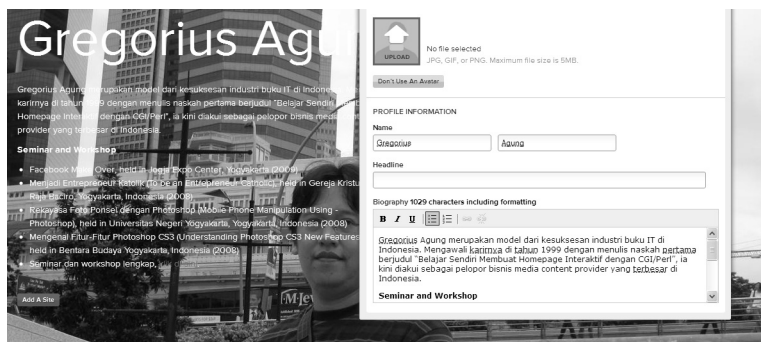 Gregorius Agu
Gregorius Agung merupakan model dari kesuksesan industri buku IT di Indonesia.
karirnya di tahun 1999 dengan menulis naskah pertama berjudul "Belajar Sendiri
Homepage Interaktif dengan CGI/Perl", ia kini diakui sebagai pelopor bisnis media
provider yang terbesar di Indonesia.
Seminar and Workshop
Facebook Make Over, held in Jogja Expo Center, Yogyakarta (2009)
Menjadi Entrepreneur Katolik (To be an Entrepreneur Catholic), held in Gereja Kristu
Raja Baciro, Yogyakarta, Indonesia (2008)
Rekayasa Foto Ponsel dengan Photoshop (Mobile Phone Manipulation Using
Photoshop), held in Universitas Negeri Yogyakarta, Yogyakarta, Indonesia (2008)
Mengenal Fitur-Fitur Photoshop CS3 (Understanding Photoshop CS3 New Features
held in Bentara Budaya Yogyakarta, Indonesia (2008)
Seminar dan workshop lengkap,
Add A Site
UPLOAD
No file selected
JPG, GIF, or PNG. Maximum file size is 5MB.
Don't Use An Avatar
PROFILE INFORMATION
Name
Gregorius
Agung
Headline
Biography 1029 characters including formatting
B I U
Gregorius Agung merupakan model dari kesuksesan industri buku IT di
Indonesia. Mengawali karirnya di tahun 1999 dengan menulis naskah pertama
berjudul "Belajar Sendiri Membuat Homepage Interaktif dengan CGI/Perl", ia
kini diakui sebagai pelopor bisnis media content provider yang terbesar di
Indonesia.
Seminar and Workshop